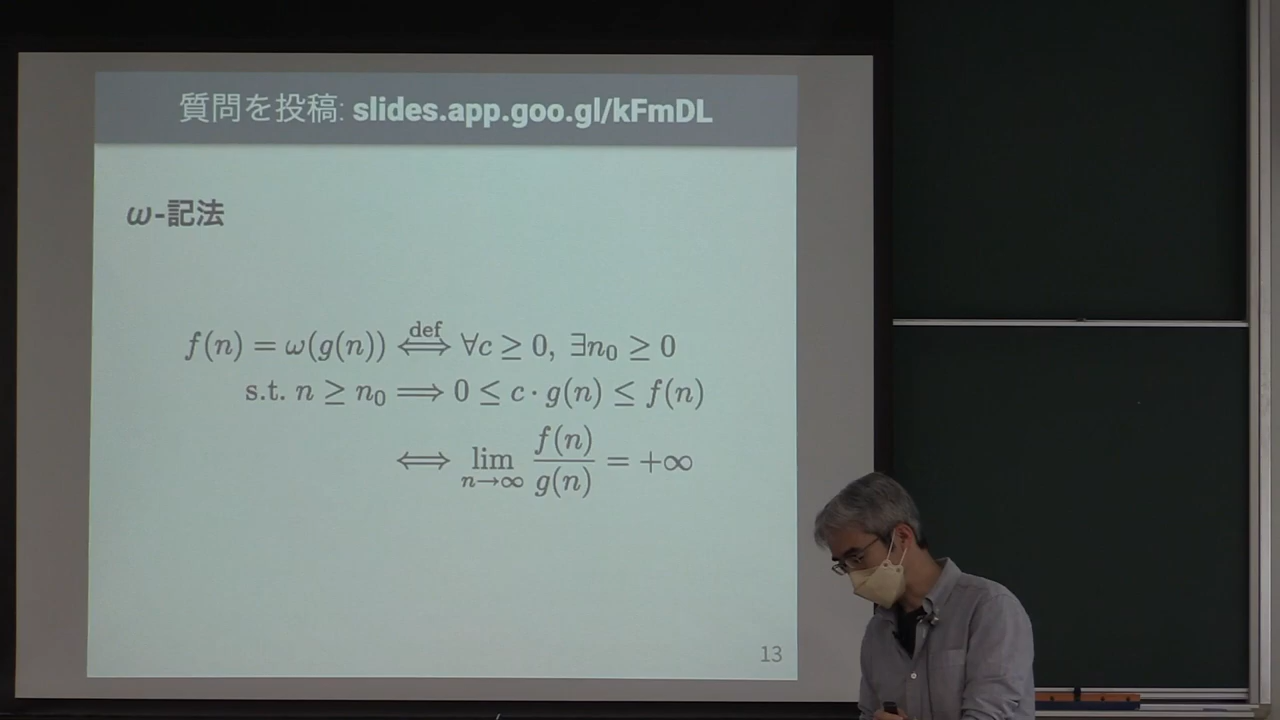 質問を投稿: slides.app.goo.gl/kFmDL
ω-記法
f(n) = ω(g(n)) ⟺ def ∀c ≥ 0, ∃n₀ ≥ 0
s.t. n ≥ n₀ ⟹ 0 ≤ c · g(n) ≤ f(n)
⟺ lim n→∞ f(n)/g(n) = +∞
13